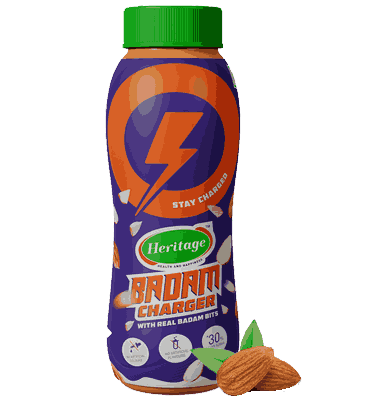 STAY CHARGED
Heritage
HEALTH AND HAPPINESS
BADAM
CHARGER
WITH REAL BADAM BITS
30%